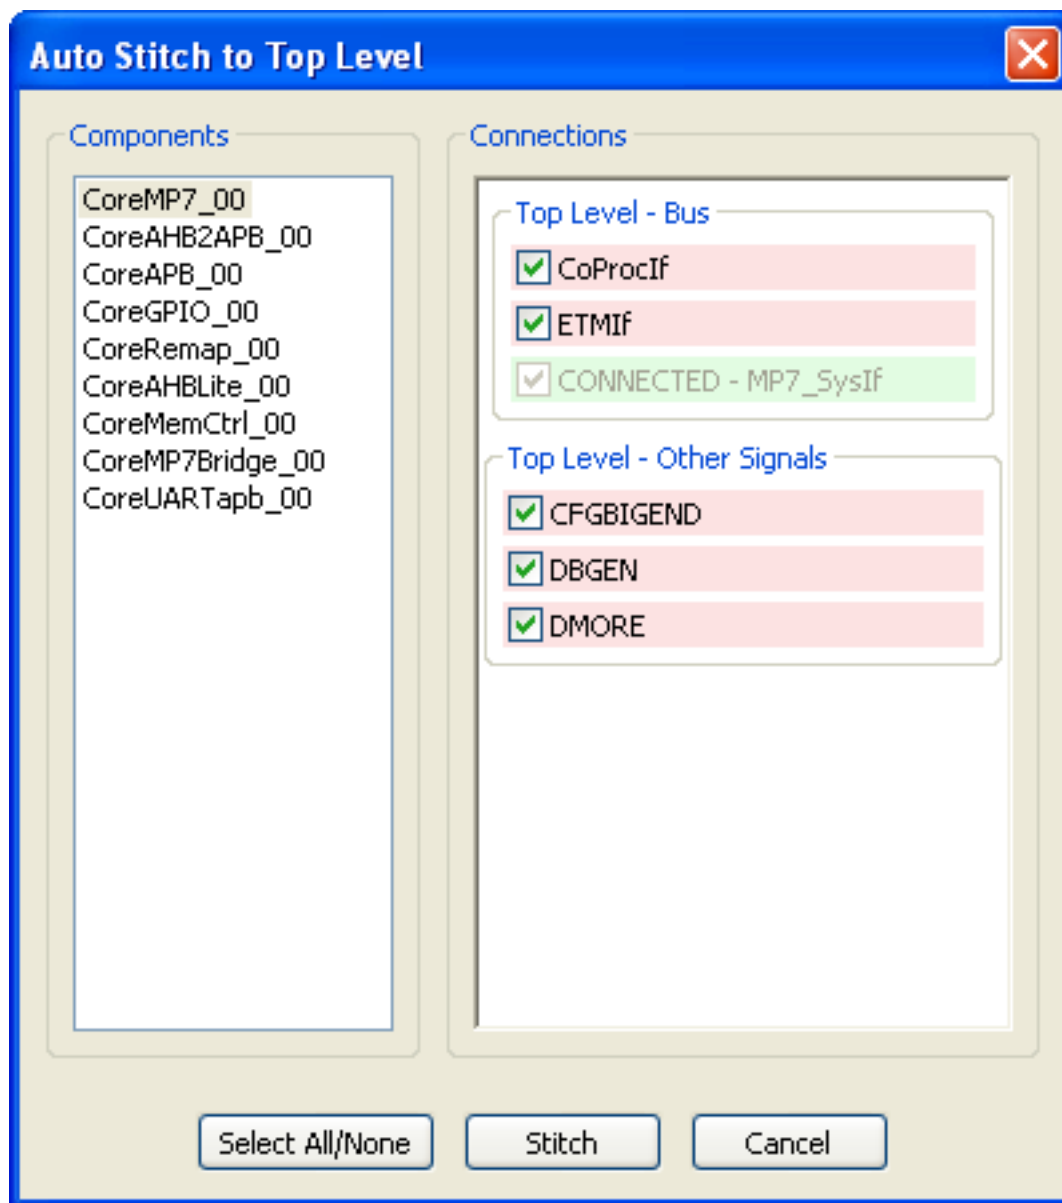 Auto Stitch to Top Level
Components
CoreMP7_00
CoreAHB2APB_00
CoreAPB_00
CoreGPIO_00
CoreRemap_00
CoreAHBLite_00
CoreMemCtrl_00
CoreMP7Bridge_00
CoreUARTapb_00
Connections
Top Level - Bus
CoProcIf
ETMIf
CONNECTED - MP7_SysIf
Top Level - Other Signals
CFGBIGEND
DBGEN
DMORE
Select All/None
Stitch
Cancel